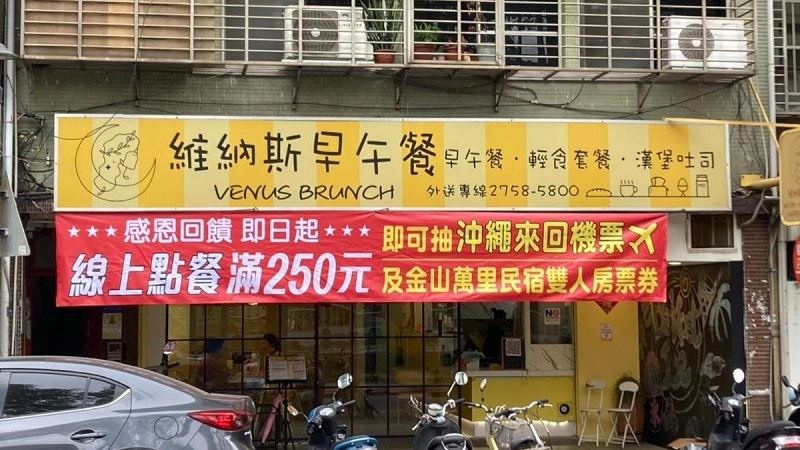 維納斯早午餐
VENUS BRUNCH
早午餐·輕食套餐·漢堡吐司
外送專線2758-5800
★★★ 感恩回饋 即日起 ★★★
線上點餐滿250元
即可抽沖繩來回機票
及金山萬里民宿雙人房票券